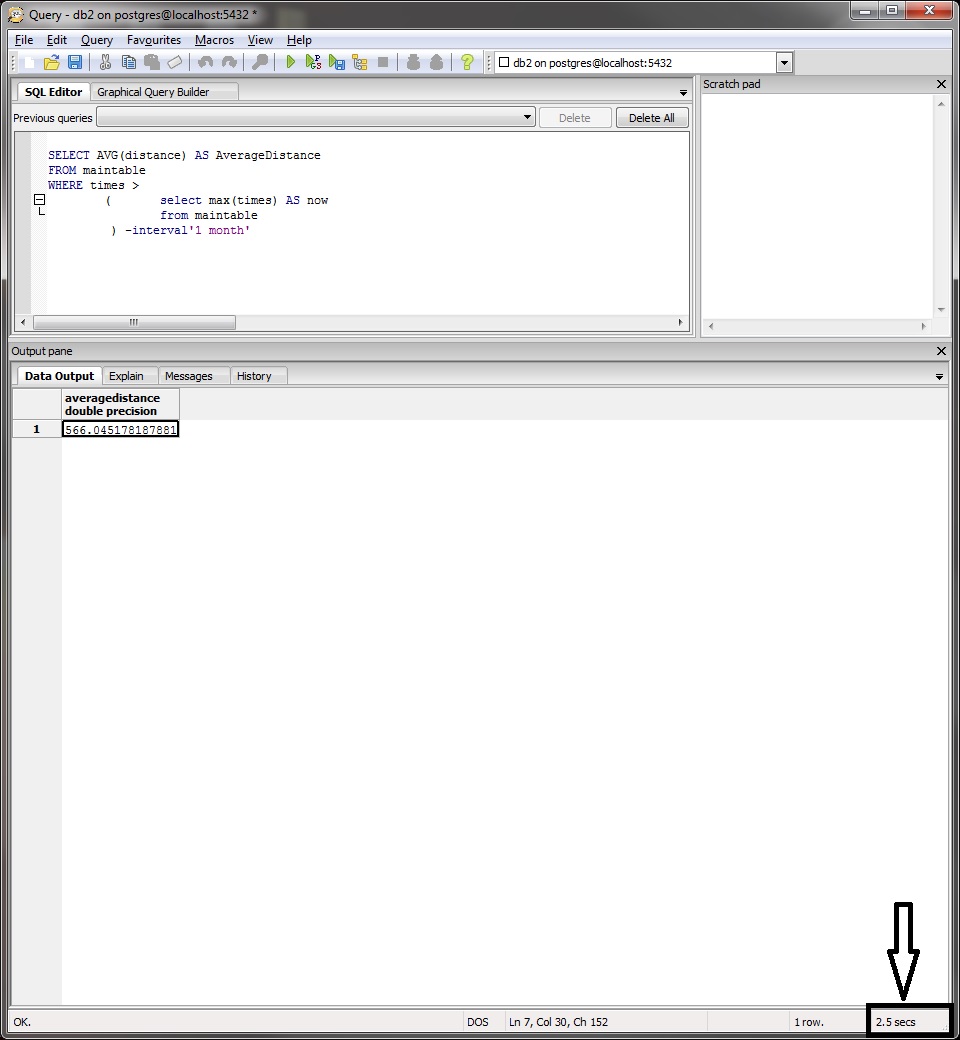 Query - db2 on postgres@localhost:5432 *
File Edit Query Favourites Macros View Help
db2 on postgres@localhost:5432
SQL Editor Graphical Query Builder
Previous queries Delete Delete All
SELECT AVG(distance) AS AverageDistance
FROM maintable
WHERE times >
( select max(times) AS now
from maintable
) -interval'1 month'
Scratch pad
Output pane
Data Output Explain Messages History
averagedistance
double precision
1 566.045178187881
OK. DOS Ln 7, Col 30, Ch 152 1 row. 2.5 secs